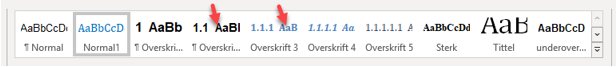 AaBbCcD AaBbCcD 1 AaBb 1.1 AaBl 1.1.1 AaB 1.1.1.1 Aa. 1.1.1.1.1 A AaBbCcDd AaB AaBbCcD
¶ Normal Normal1 ¶ Overskri... ¶ Overskri... Overskrift 3 Overskrift 4 Overskrift 5 Sterk Tittel underover...